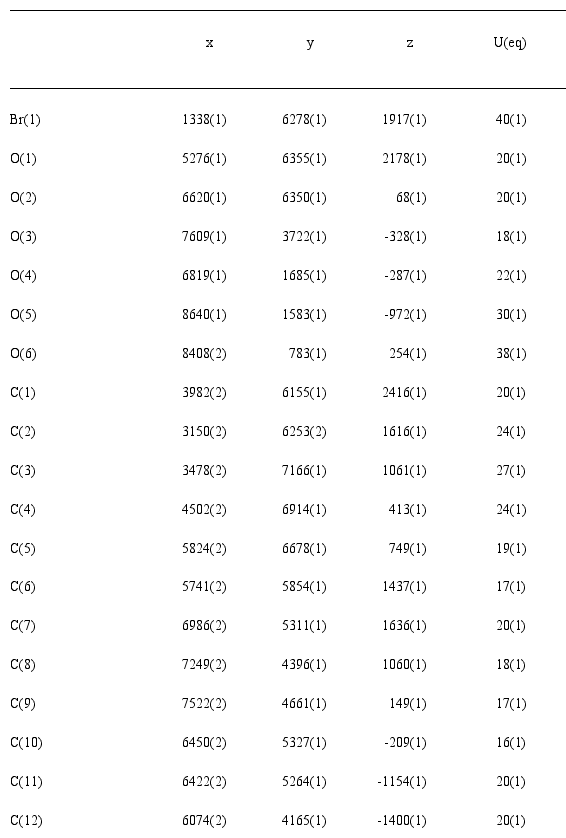 x y z U(eq)
Br(1) 1338(1) 6278(1) 1917(1) 40(1)
O(1) 5276(1) 6355(1) 2178(1) 20(1)
O(2) 6620(1) 6350(1) 68(1) 20(1)
O(3) 7609(1) 3722(1) -328(1) 18(1)
O(4) 6819(1) 1685(1) -287(1) 22(1)
O(5) 8640(1) 1583(1) -972(1) 30(1)
O(6) 8408(2) 783(1) 254(1) 38(1)
C(1) 3982(2) 6155(1) 2416(1) 20(1)
C(2) 3150(2) 6253(2) 1616(1) 24(1)
C(3) 3478(2) 7166(1) 1061(1) 27(1)
C(4) 4502(2) 6914(1) 413(1) 24(1)
C(5) 5824(2) 6678(1) 749(1) 19(1)
C(6) 5741(2) 5854(1) 1437(1) 17(1)
C(7) 6986(2) 5311(1) 1636(1) 20(1)
C(8) 7249(2) 4396(1) 1060(1) 18(1)
C(9) 7522(2) 4661(1) 149(1) 17(1)
C(10) 6450(2) 5327(1) -209(1) 16(1)
C(11) 6422(2) 5264(1) -1154(1) 20(1)
C(12) 6074(2) 4165(1) -1400(1) 20(1)